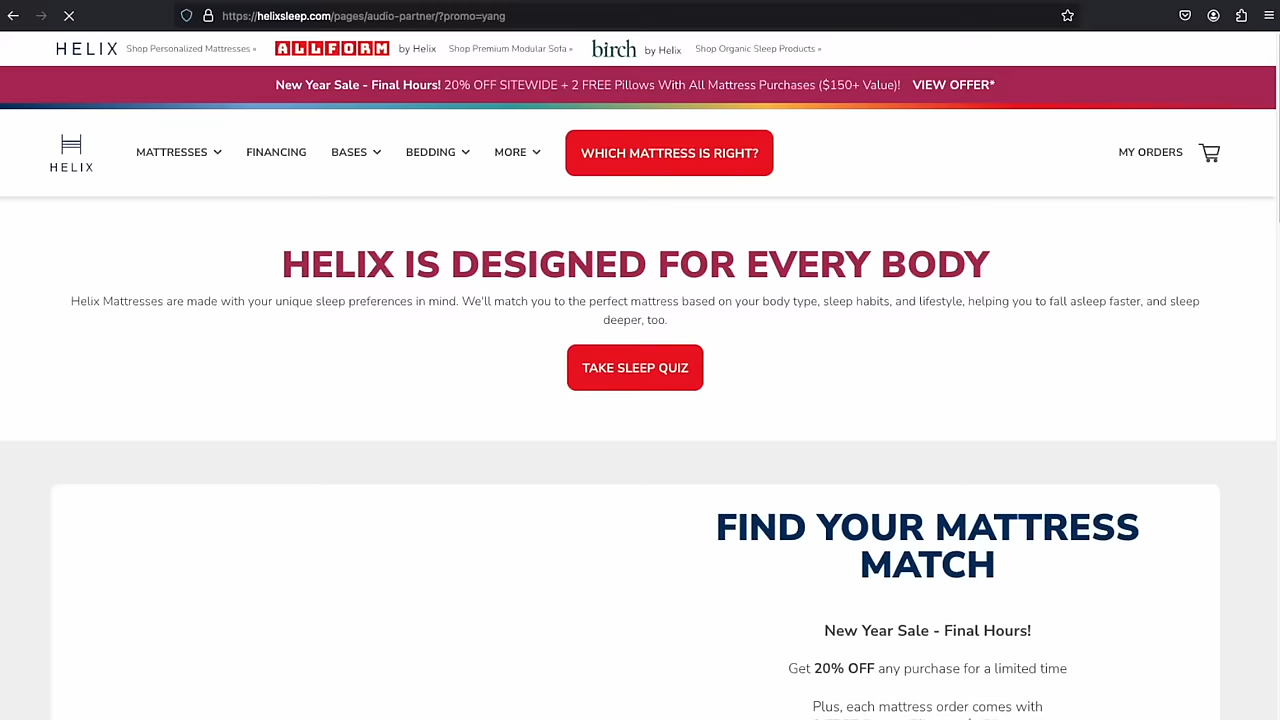 https://helixsleep.com/pages/audio-partner/?promo=yang
HELIX Shop Personalized Mattresses » ALLFORM by Helix Shop Premium Modular Sofa » birch by Helix Shop Organic Sleep Products »
New Year Sale - Final Hours! 20% OFF SITEWIDE + 2 FREE Pillows With All Mattress Purchases ($150+ Value)! VIEW OFFER*
HELIX
MATTRESSES FINANCING BASES BEDDING MORE WHICH MATTRESS IS RIGHT? MY ORDERS
HELIX IS DESIGNED FOR EVERY BODY
Helix Mattresses are made with your unique sleep preferences in mind. We'll match you to the perfect mattress based on your body type, sleep habits, and lifestyle, helping you to fall asleep faster, and sleep
deeper, too.
TAKE SLEEP QUIZ
FIND YOUR MATTRESS
MATCH
New Year Sale - Final Hours!
Get 20% OFF any purchase for a limited time
Plus, each mattress order comes with